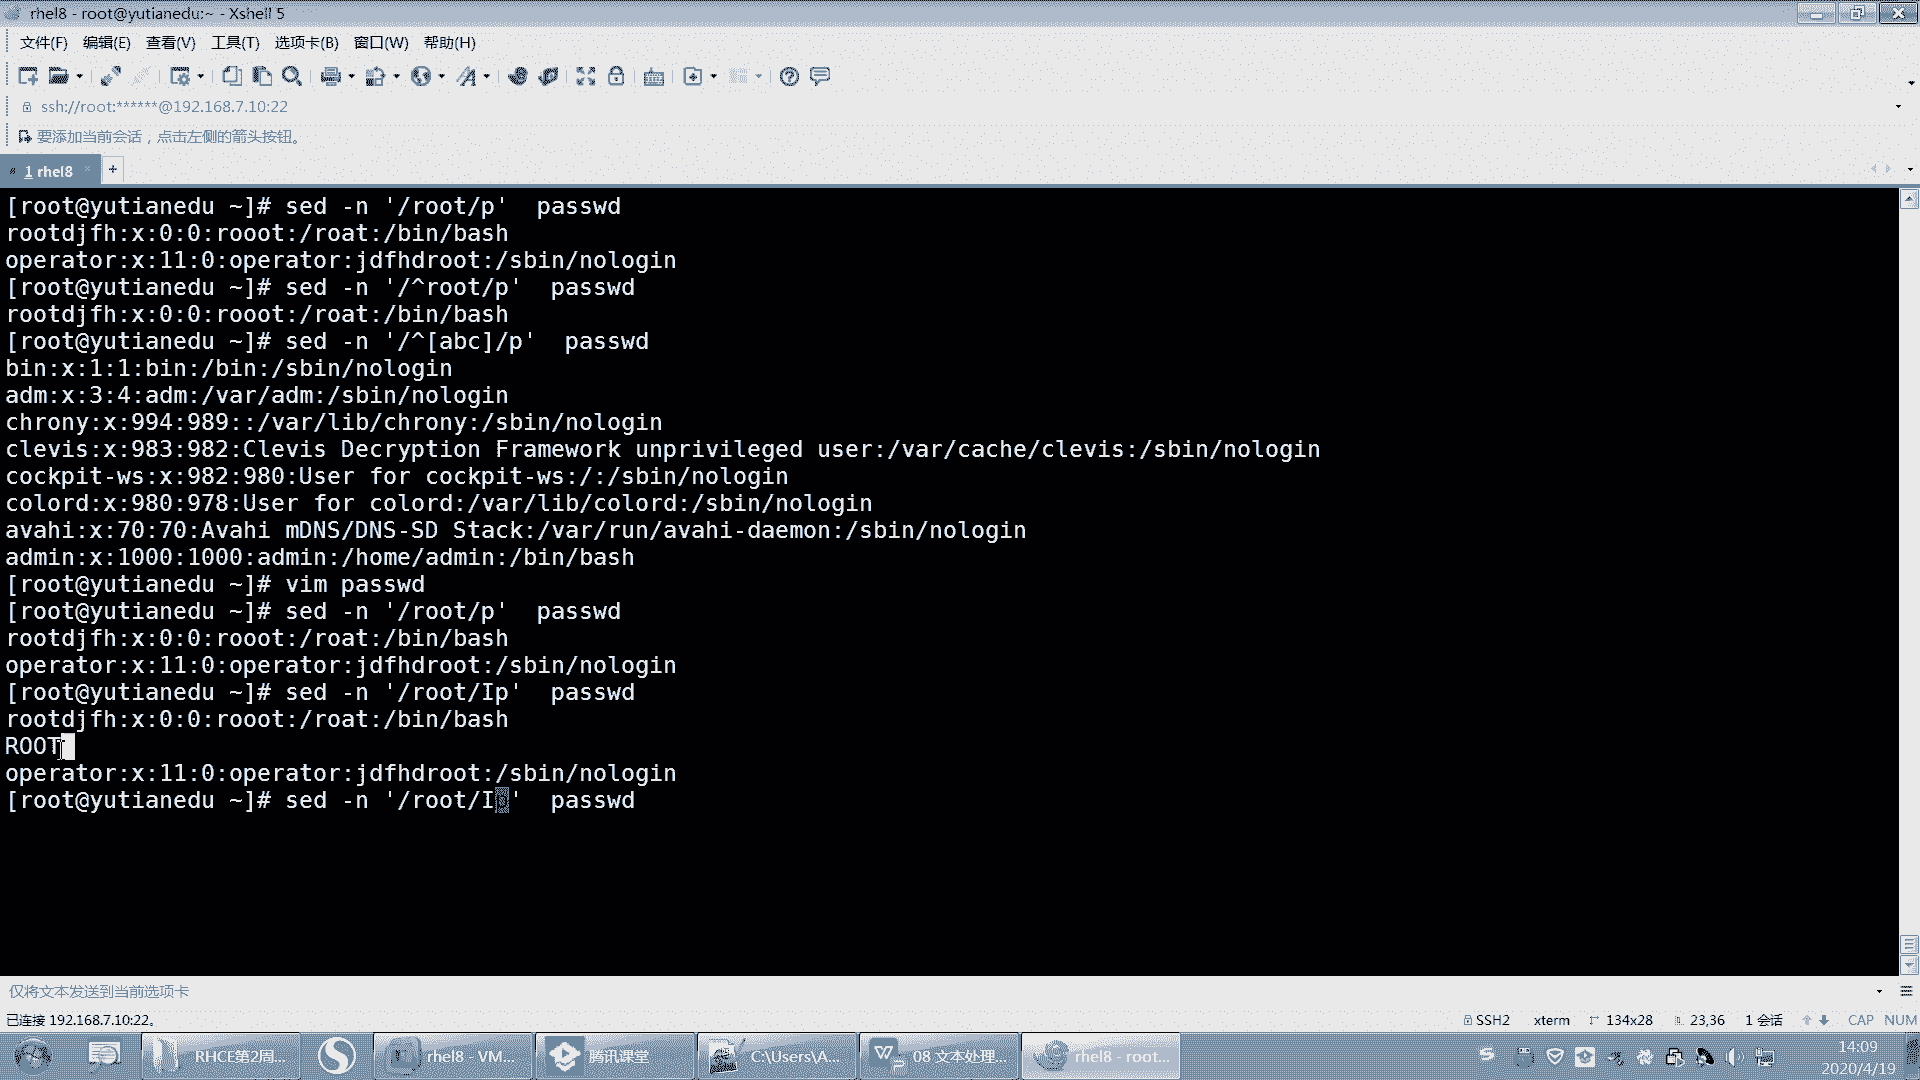 rhel8 - root@yutianedu:~ - Xshell 5
文件(F) 编辑(E) 查看(V) 工具(T) 选项卡(B) 窗口(W) 帮助(H)
ssh://root:******@192.168.7.10:22
要添加当前会话，点击左侧的箭头按钮。
1 rhel8
[root@yutianedu ~]# sed -n '/root/p'  passwd
rootdjfh:x:0:0:rooot:/roat:/bin/bash
operator:x:11:0:operator:jdfhdroot:/sbin/nologin
[root@yutianedu ~]# sed -n '/^root/p'  passwd
rootdjfh:x:0:0:rooot:/roat:/bin/bash
[root@yutianedu ~]# sed -n '/^[abc]/p'  passwd
bin:x:1:1:bin:/bin:/sbin/nologin
adm:x:3:4:adm:/var/adm:/sbin/nologin
chrony:x:994:989::/var/lib/chrony:/sbin/nologin
clevis:x:983:982:Clevis Decryption Framework unprivileged user:/var/cache/clevis:/sbin/nologin
cockpit-ws:x:982:980:User for cockpit-ws:/:/sbin/nologin
colord:x:980:978:User for colord:/var/lib/colord:/sbin/nologin
avahi:x:70:70:Avahi mDNS/DNS-SD Stack:/var/run/avahi-daemon:/sbin/nologin
admin:x:1000:1000:admin:/home/admin:/bin/bash
[root@yutianedu ~]# vim passwd
[root@yutianedu ~]# sed -n '/root/p'  passwd
rootdjfh:x:0:0:rooot:/roat:/bin/bash
operator:x:11:0:operator:jdfhdroot:/sbin/nologin
[root@yutianedu ~]# sed -n '/root/Ip'  passwd
rootdjfh:x:0:0:rooot:/roat:/bin/bash
ROOT
operator:x:11:0:operator:jdfhdroot:/sbin/nologin
[root@yutianedu ~]# sed -n '/root/Ip'  passwd
仅将文本发送到当前选项卡
已连接 192.168.7.10:22。 SSH2 xterm 134x28 23,36 1 会话 CAP NUM
RHCE第2周... rhel8 - VM... 腾讯课堂 C:\Users\A... 08 文本处理... rhel8 - root...
14:09
2020/4/19